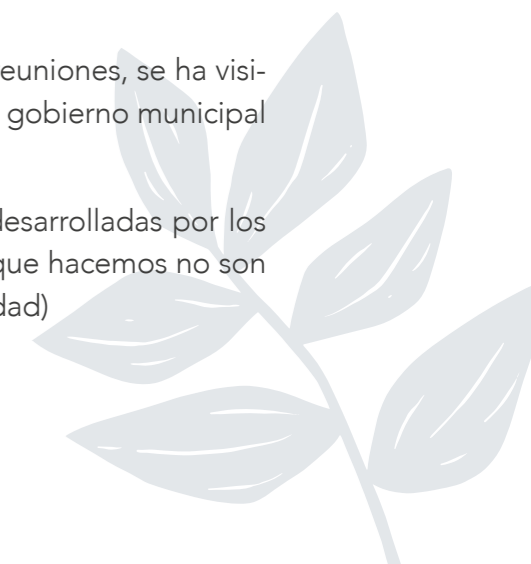 euniones, se ha visi-
gobierno municipal
desarrolladas por los
que hacemos no son
dad)